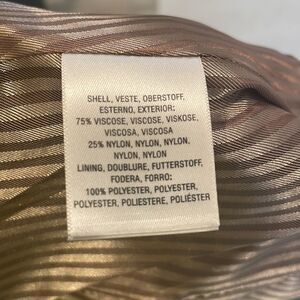 SHELL, VESTE, OBERSTOFF,
ESTERNO, EXTERIOR:
75% VISCOSE, VISCOSE, VISKOSE,
VISCOSA, VISCOSA
25% NYLON, NYLON, NYLON,
NYLON, NYLON
LINING, DOUBLURE, FUTTERSTOFF,
FODERA, FORRO:
100% POLYESTER, POLYESTER,
POLYESTER, POLIESTERE, POLIÉSTER